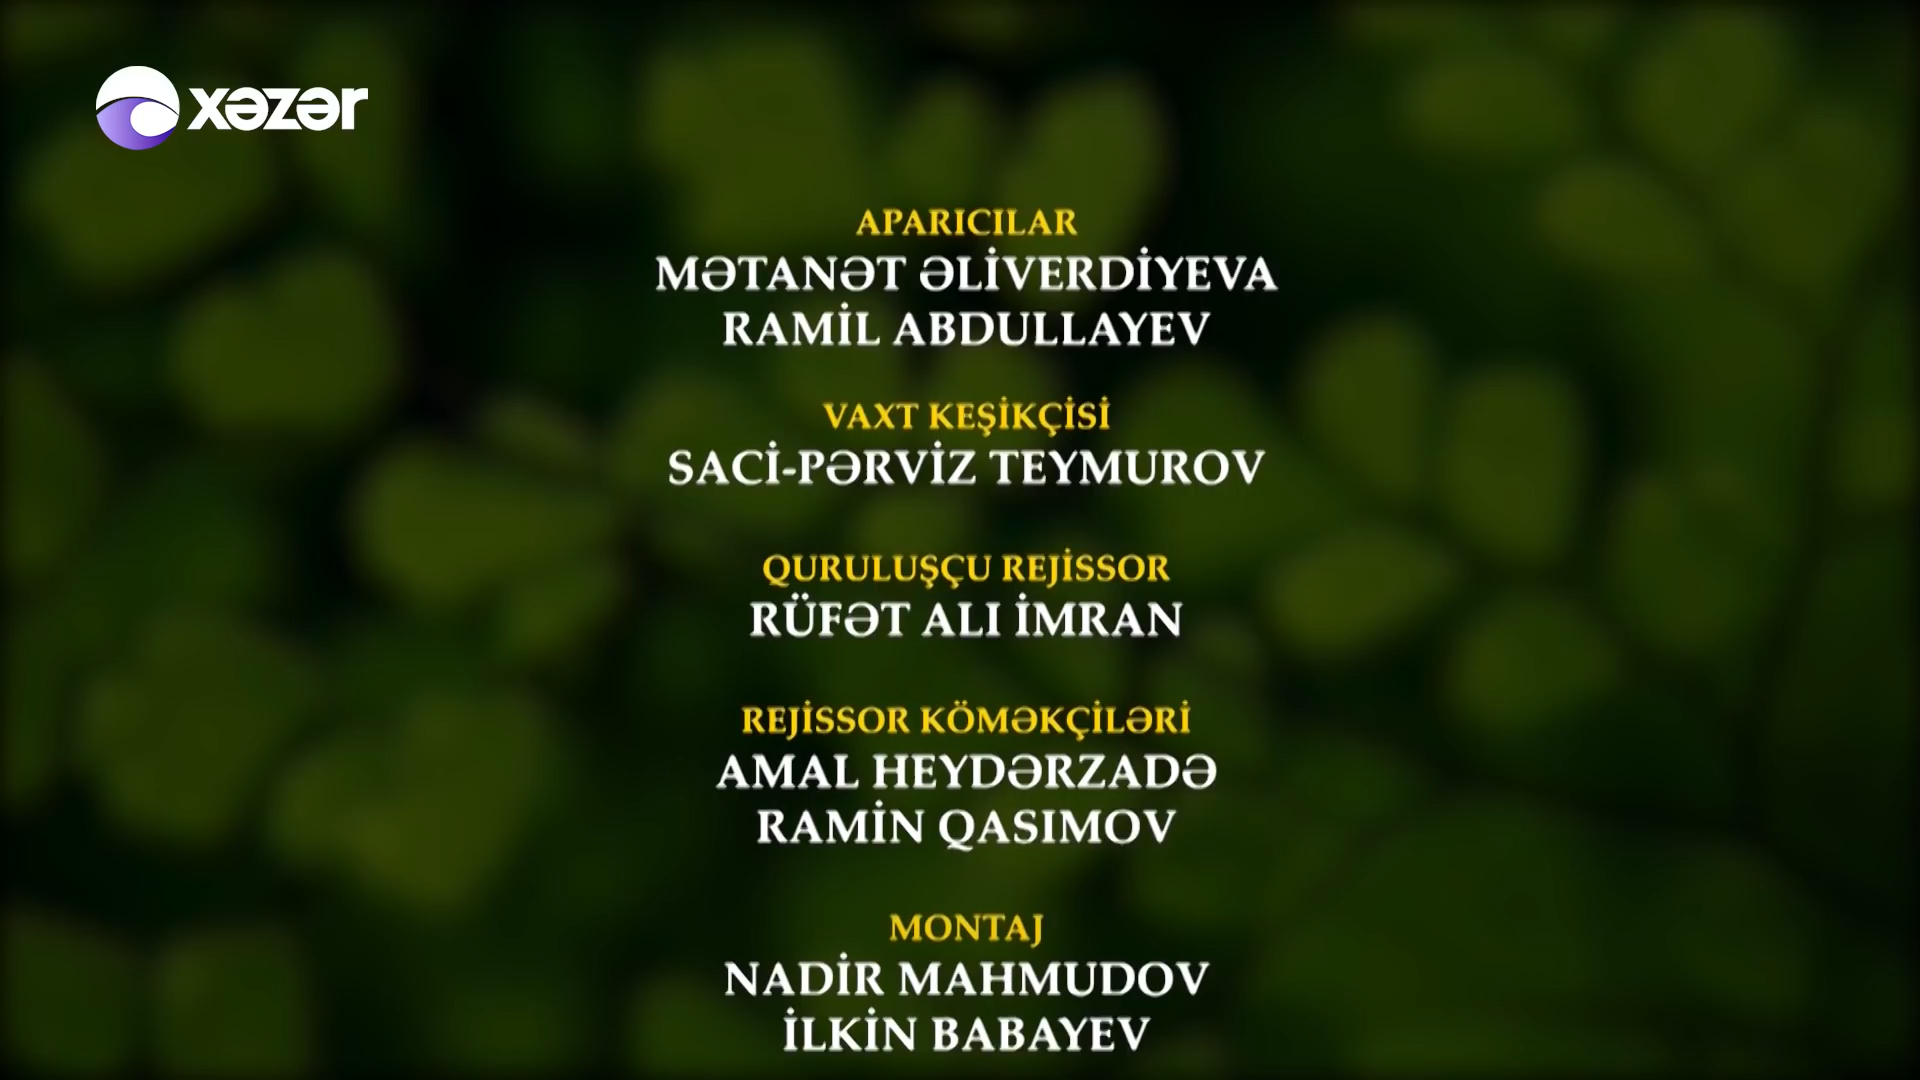 xəzər
APARICILAR
MƏTANƏT ƏLİVERDİYEVA
RAMİL ABDULLAYEV
VAXT KEŞİKÇİSİ
SACİ-PƏRVİZ TEYMUROV
QURULUŞÇU REJİSSOR
RÜFƏT ALI İMRAN
REJİSSOR KÖMƏKÇİLƏRİ
AMAL HEYDƏRZADƏ
RAMİN QASIMOV
MONTAJ
NADİR MAHMUDOV
İLKİN BABAYEV